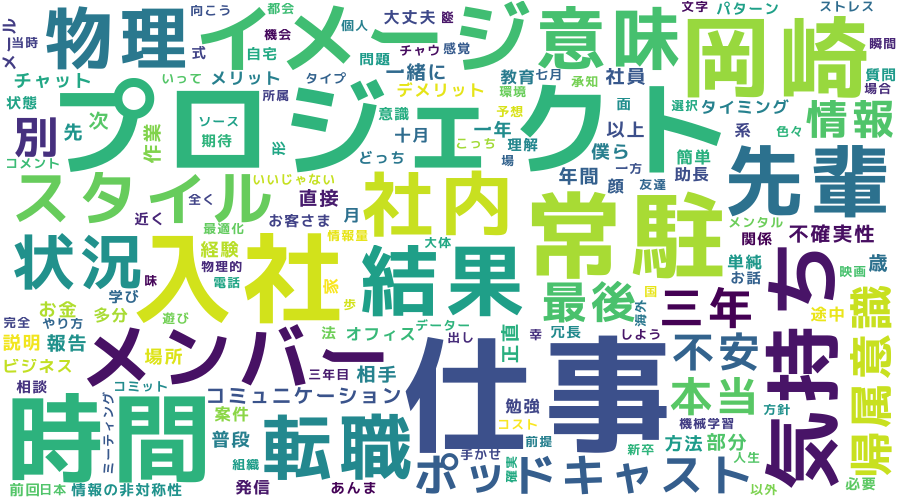 メール
当時
物理
イメージ
意味
岡崎
向こう
式
自宅
都会
機会
個人
問題
大丈夫
チャウ
感覚
文字
パターン
ストレス
瞬間
チャット
いって
メリット
所属
タイプ
一緒に
デメリット
教育
七月
環境
承知
社員
面
選択
タイミング
質問
場合
状態
先
次
別
作業
プロジェクト
ソース
期待
形
意識
予想
どっち
十月
一年
こっち
理解
場
以上
僕ら
一方
系
簡単
色々
情報
コメント
スタイル
全く
いいじゃない
直接
社内
年間
顔
友達
助長
先輩
近く
お客さま
月
最適化
情報量
常駐
メンタル
関係
不確実性
状況
入社
経験
物理的
電話
味
家
大体
結果
単純
お話
映画
歳
気持ち
学び
お金
多分
歩
最後
国
海外
三年
途中
完全
やり方
遊び
法
オフィス
データー
出し
正直
幸
冗長
しよう
説明
報告
場所
メンバー
三年目
相手
仕事
不安
帰属意識
ビジネス
相談
コミット
コミュニケーション
勉強
本当
時間
ミーティング
案件
普段
組織
転職
コスト
前提
手かせ
確実
新卒
機械学習
方針
方法
部分
人生
ポッドキャスト
前回
日本
情報の非対称性
発信
あんま
以外
必要